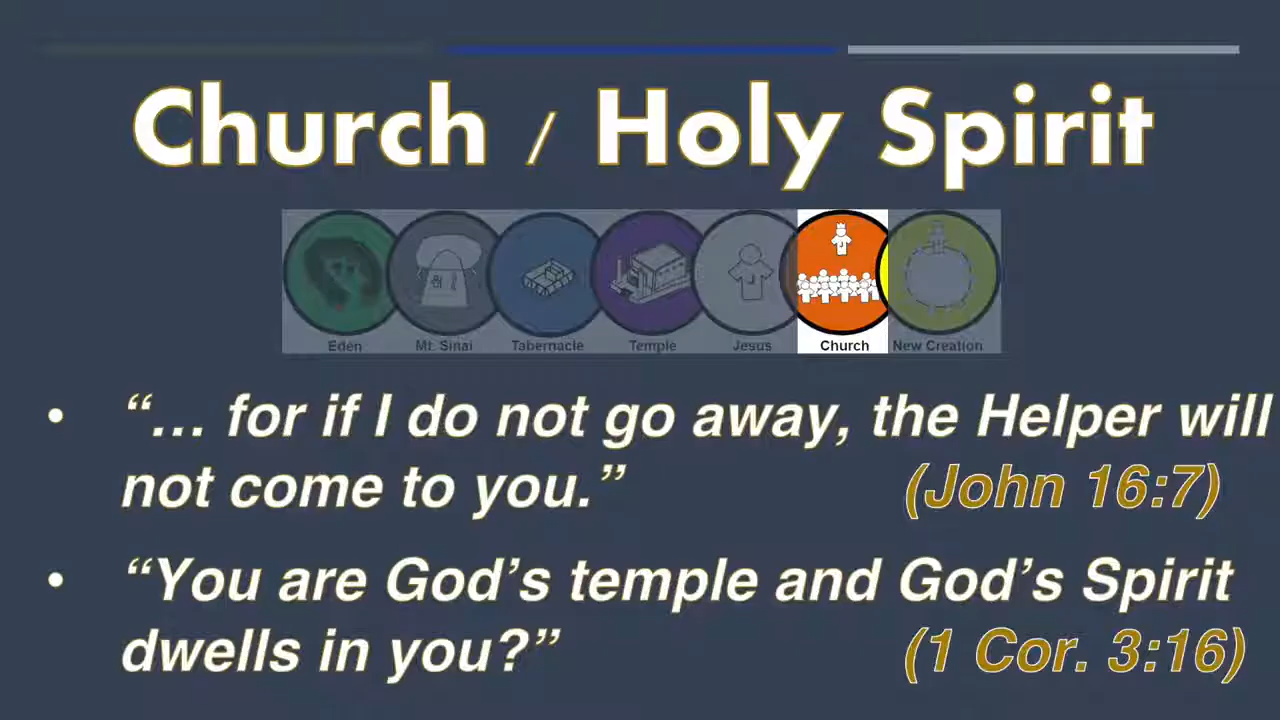 Church / Holy Spirit
Eden Mt. Sinai Tabernacle Temple Jesus Church New Creation
• “… for if I do not go away, the Helper will
not come to you.” (John 16:7)
• “You are God’s temple and God’s Spirit
dwells in you?” (1 Cor. 3:16)